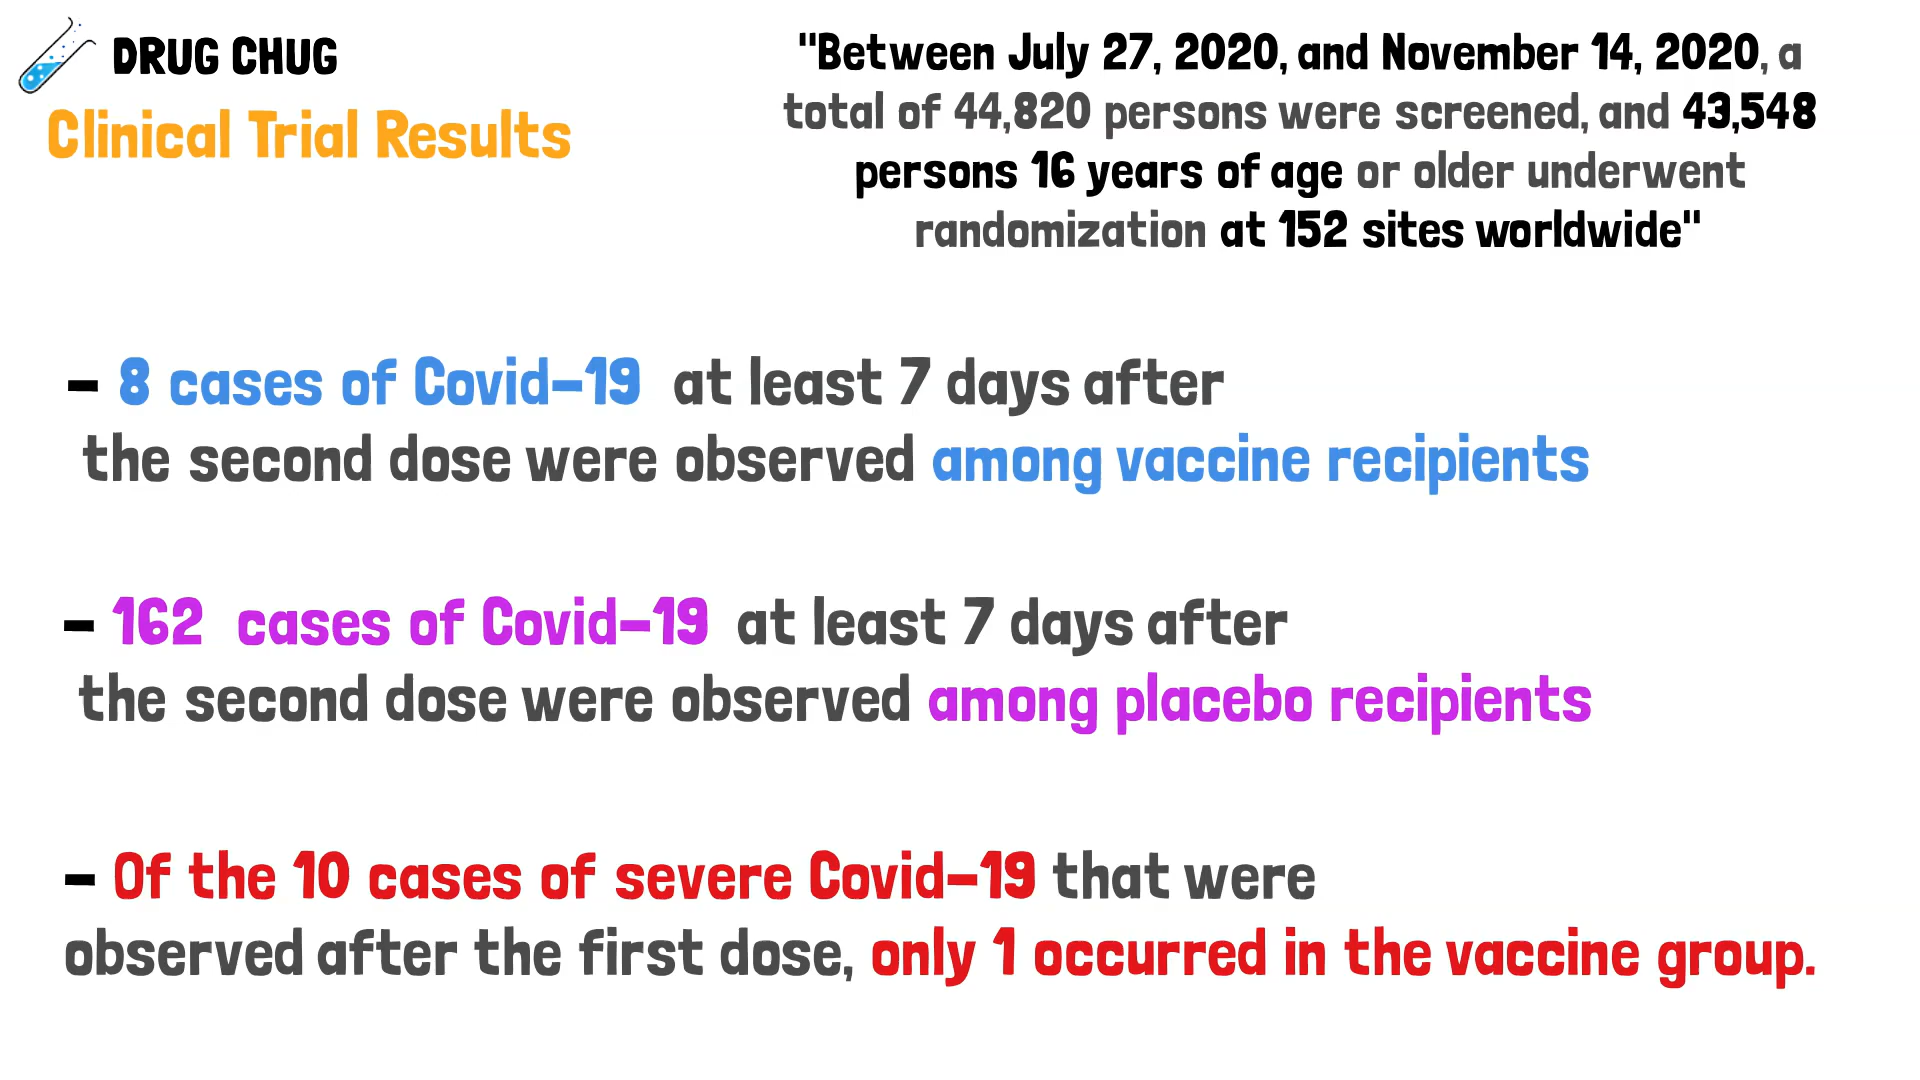 DRUG CHUG
Clinical Trial Results
"Between July 27, 2020, and November 14, 2020, a
total of 44,820 persons were screened, and 43,548
persons 16 years of age or older underwent
randomization at 152 sites worldwide"
– 8 cases of Covid–19 at least 7 days after
the second dose were observed among vaccine recipients
– 162 cases of Covid–19 at least 7 days after
the second dose were observed among placebo recipients
– Of the 10 cases of severe Covid–19 that were
observed after the first dose, only 1 occurred in the vaccine group.